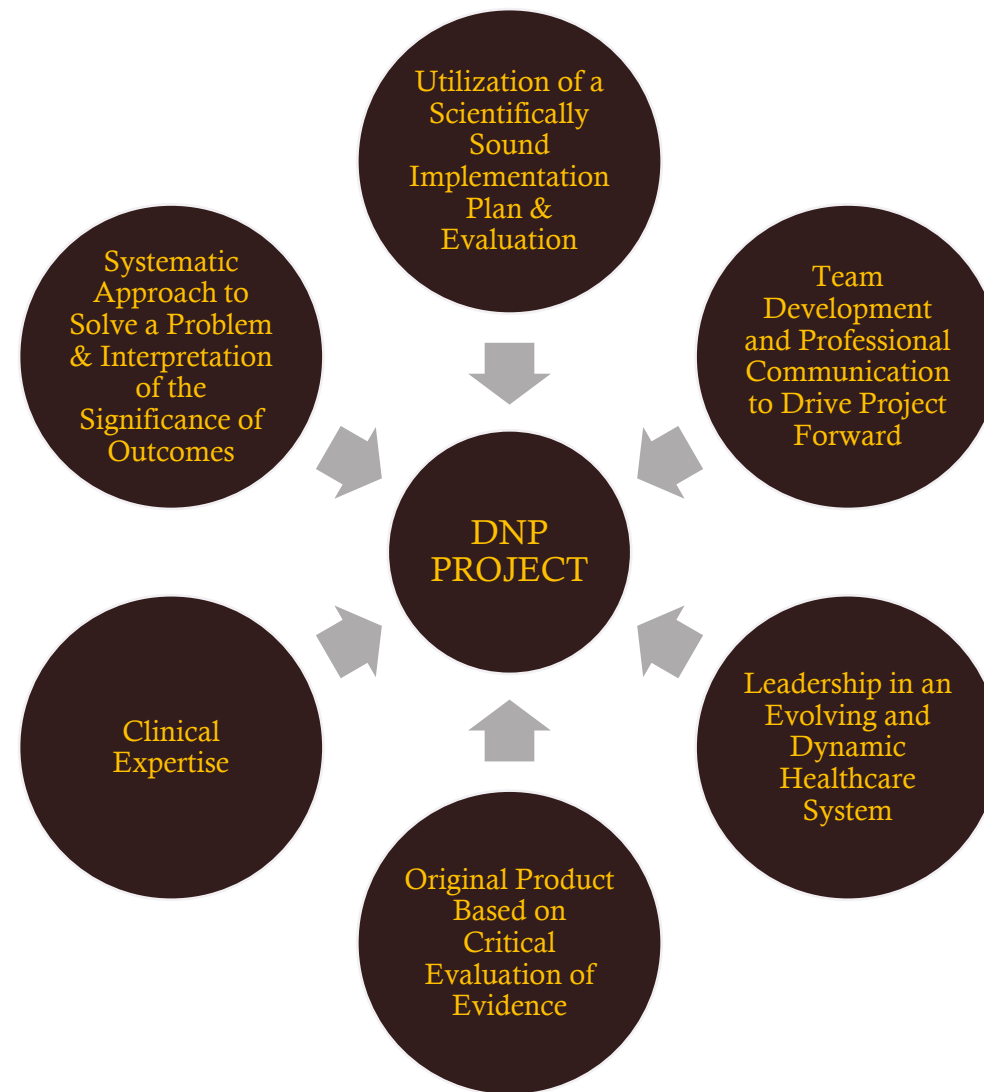 Utilization of a
Scientifically
Sound
Implementation
Plan &
Evaluation
Team
Development
and Professional
Communication
to Drive Project
Forward
Leadership in an
Evolving and
Dynamic
Healthcare
System
Original Product
Based on
Critical
Evaluation of
Evidence
Clinical
Expertise
Systematic
Approach to
Solve a Problem
& Interpretation
of the
Significance of
Outcomes
DNP
PROJECT